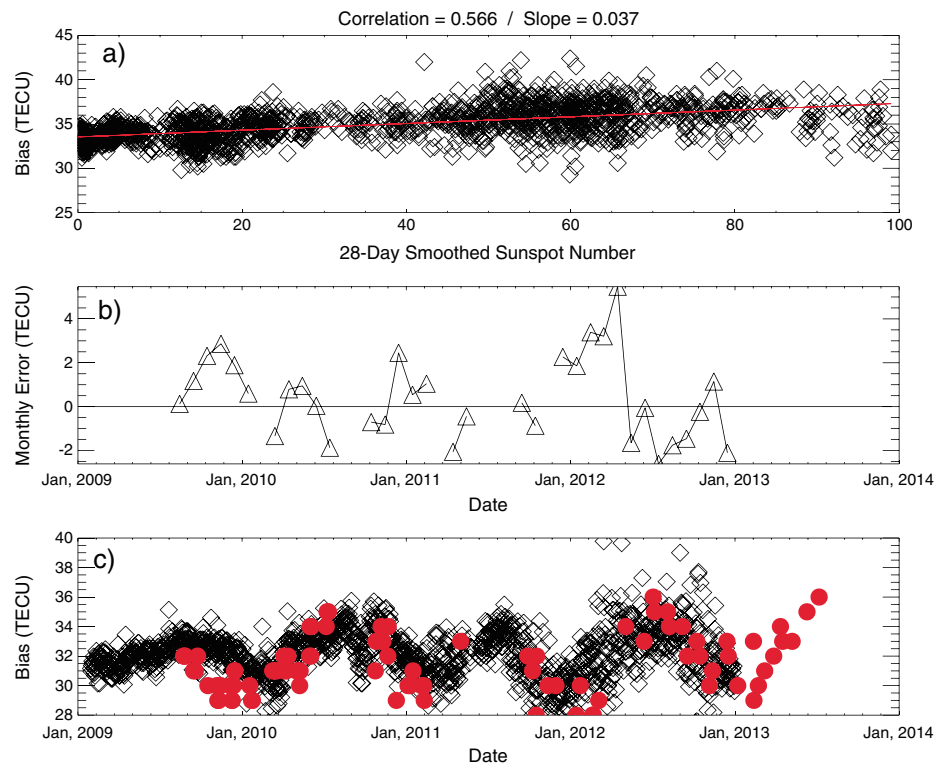 Correlation = 0.566 / Slope = 0.037
a)
Bias (TECU)
45
40
35
30
25
0 20 40 60 80 100
28-Day Smoothed Sunspot Number
b)
Monthly Error (TECU)
4
2
0
-2
Jan, 2009 Jan, 2010 Jan, 2011 Jan, 2012 Jan, 2013 Jan, 2014
Date
c)
Bias (TECU)
40
38
36
34
32
30
28
Jan, 2009 Jan, 2010 Jan, 2011 Jan, 2012 Jan, 2013 Jan, 2014
Date